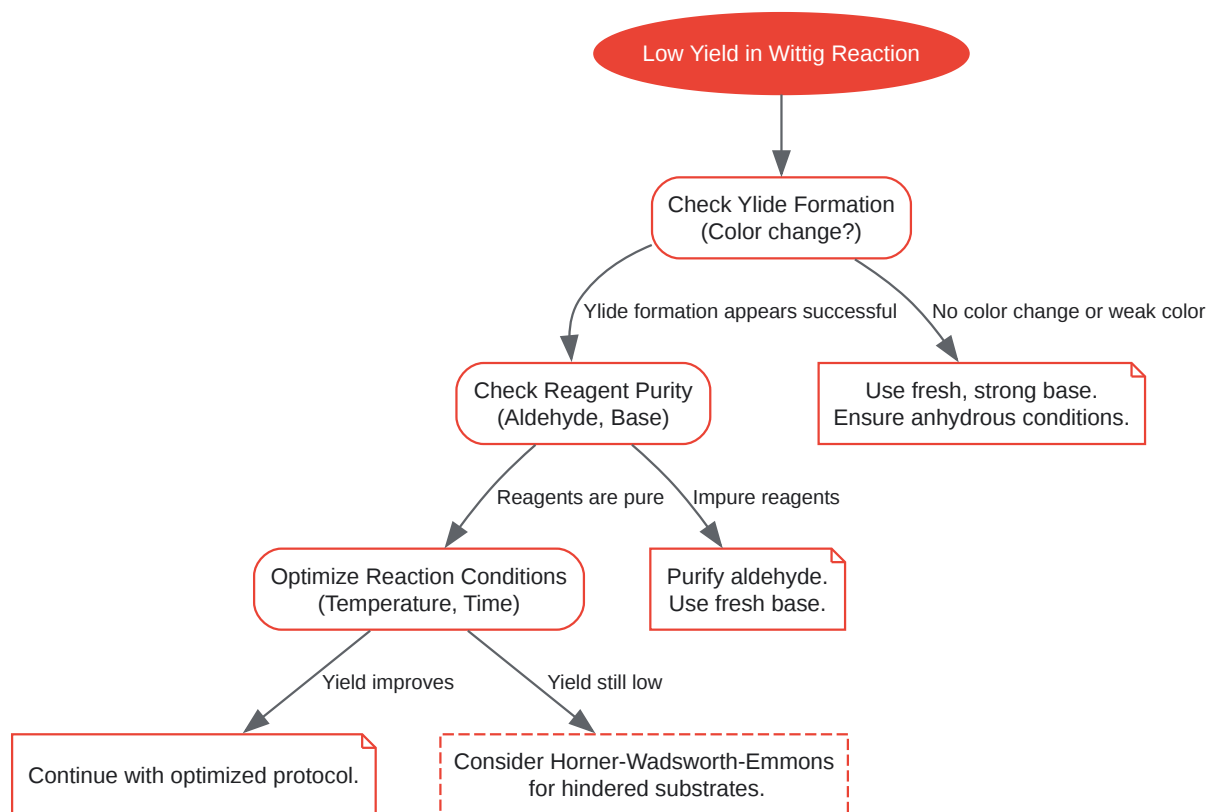 Low Yield in Wittig Reaction
Check Ylide Formation
(Color change?)
Ylide formation appears successful
No color change or weak color
Check Reagent Purity
(Aldehyde, Base)
Use fresh, strong base.
Ensure anhydrous conditions.
Reagents are pure
Impure reagents
Optimize Reaction Conditions
(Temperature, Time)
Purify aldehyde.
Use fresh base.
Yield improves
Yield still low
Continue with optimized protocol.
Consider Horner-Wadsworth-Emmons
for hindered substrates.